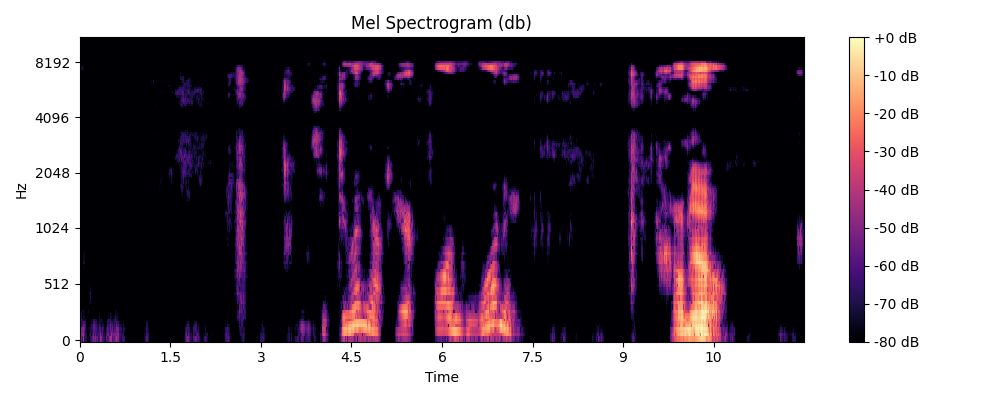 Mel Spectrogram (db)
8192
4096
2048
1024
512
0
Hz
0 1.5 3 4.5 6 7.5 9 10
Time
+0 dB
-10 dB
-20 dB
-30 dB
-40 dB
-50 dB
-60 dB
-70 dB
-80 dB